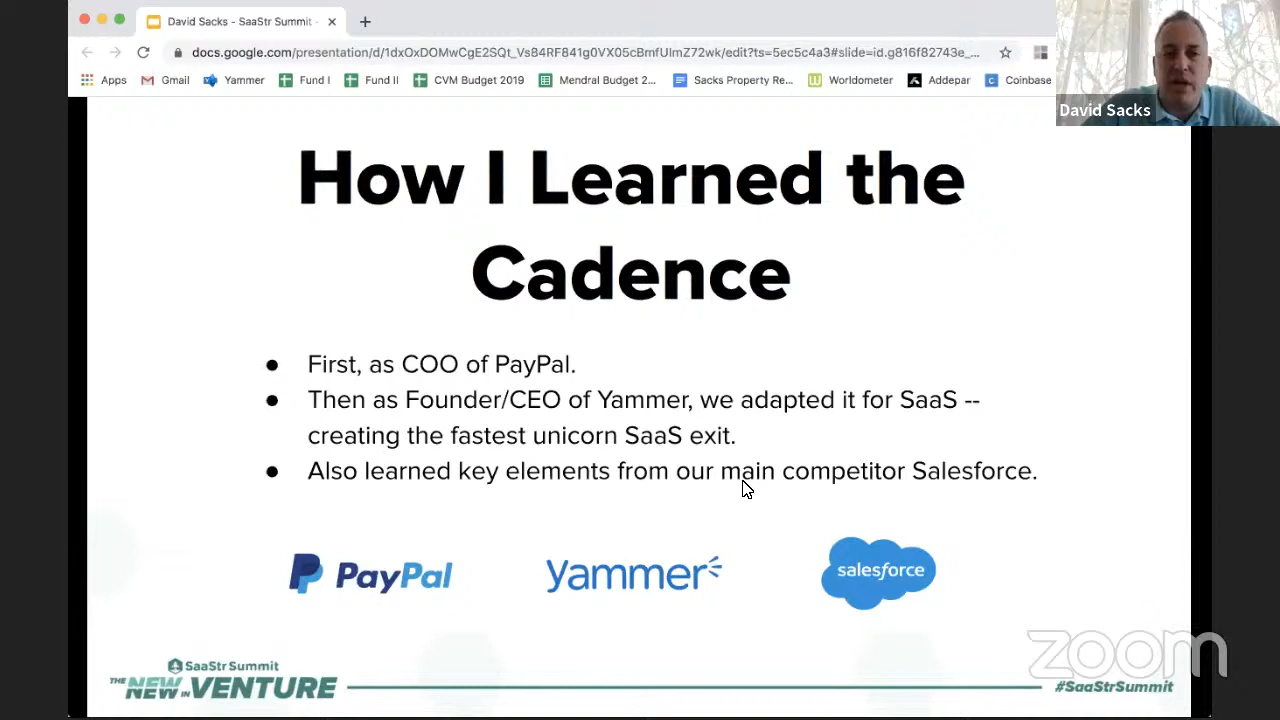 David Sacks - SaaStr Summit -
docs.google.com/presentation/d/1dxOxDOMwCgE2SQt_Vs84RF841g0VX05cBmfUImZ72wk/edit?ts=5ec5c4a3#slide=id.g816f82743e_...
Apps Gmail Yammer Fund I Fund II CVM Budget 2019 Mendral Budget 2... Sacks Property Re... Worldometer Addepar Coinbase
David Sacks
How I Learned the
Cadence
● First, as COO of PayPal.
● Then as Founder/CEO of Yammer, we adapted it for SaaS --
creating the fastest unicorn SaaS exit.
● Also learned key elements from our main competitor Salesforce.
PayPal yammer salesforce
zoom
SaaStr Summit
THE NEW IN VENTURE
#SaaStrSummit